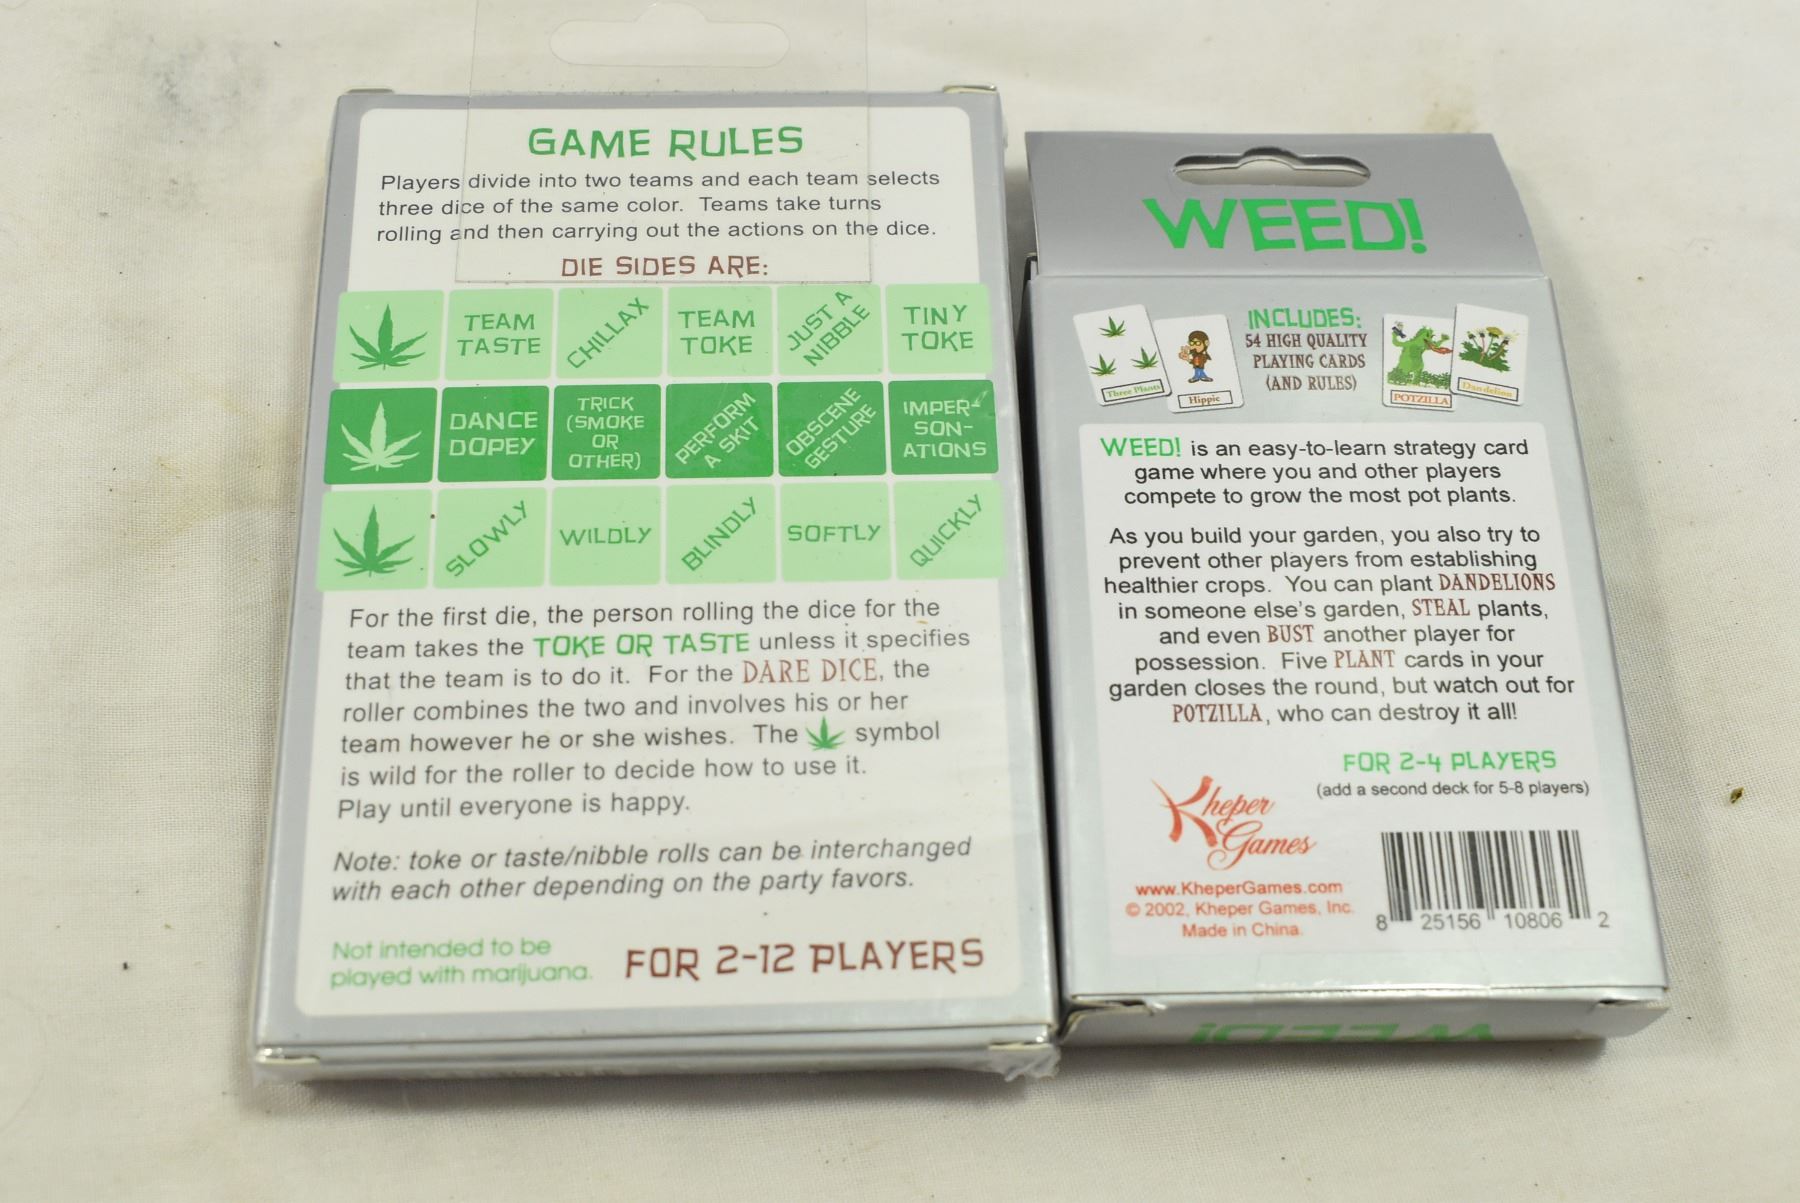 GAME RULES
Players divide into two teams and each team selects
three dice of the same color. Teams take turns
rolling and then carrying out the actions on the dice.
DIE SIDES ARE:
TEAM
TASTE
CHILLAX
TEAM
TOKE
JUST A
NIBBLE
TINY
TOKE
DANCE
DOPEY
TRICK
(SMOKE
OR
OTHER)
PERFORM
A SKIT
OBSCENE
GESTURE
IMPER-
SON-
ATIONS
SLOWLY
WILDLY
BLINDLY
SOFTLY
QUICKLY
For the first die, the person rolling the dice for the
team takes the TOKE OR TASTE unless it specifies
that the team is to do it. For the DARE DICE, the
roller combines the two and involves his or her
team however he or she wishes. The symbol
is wild for the roller to decide how to use it.
Play until everyone is happy.
Note: toke or taste/nibble rolls can be interchanged
with each other depending on the party favors.
Not intended to be
played with marijuana.
FOR 2-12 PLAYERS
WEED!
INCLUDES:
54 HIGH QUALITY
PLAYING CARDS
(AND RULES)
Three Plants
Hippie
POTZILLA
Dandelion
WEED! is an easy-to-learn strategy card
game where you and other players
compete to grow the most pot plants.
As you build your garden, you also try to
prevent other players from establishing
healthier crops. You can plant DANDELIONS
in someone else's garden, STEAL plants,
and even BUST another player for
possession. Five PLANT cards in your
garden closes the round, but watch out for
POTZILLA, who can destroy it all!
FOR 2-4 PLAYERS
(add a second deck for 5-8 players)
Kheper
Games
www.KheperGames.com
© 2002, Kheper Games, Inc.
Made in China.
8 25156 10806 2
WEED!